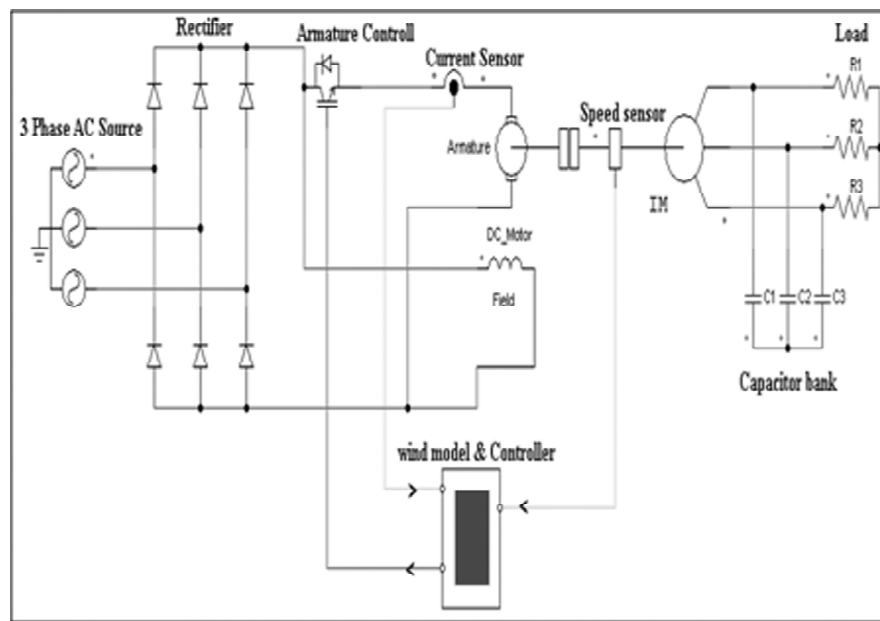 Rectifier
Armature Controll
Current Sensor
Load
R1
3 Phase AC Source
Speed sensor
Armature
R2
R3
IM
DC_Motor
Field
C1
C2
C3
Capacitor bank
wind model & Controller